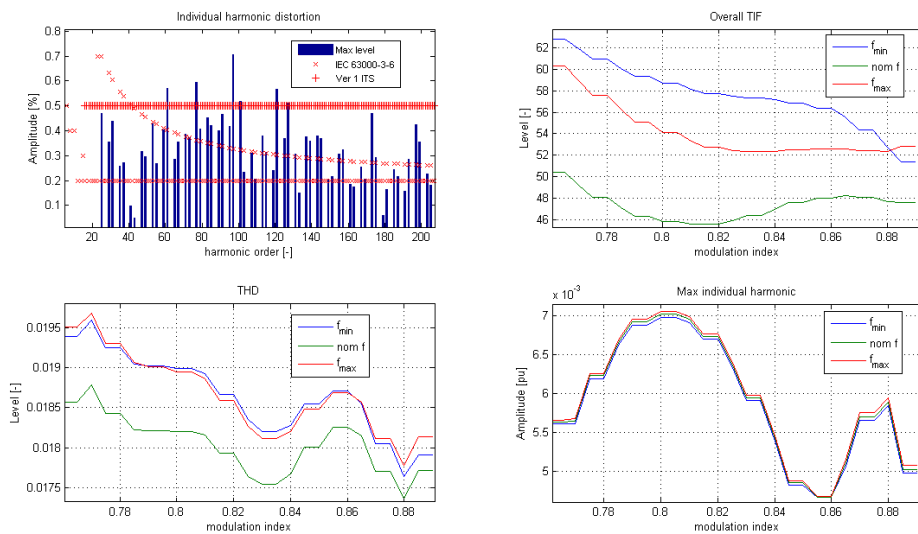 Individual harmonic distortion
0.8
0.7
0.6
0.5
0.4
0.3
0.2
0.1
Amplitude [%]
Max level
IEC 63000-3-6
Ver 1 ITS
20 40 60 80 100 120 140 160 180 200
harmonic order [-]
Overall TIF
62
60
58
56
54
52
50
48
46
Level [-]
f_min
nom f
f_max
0.78 0.8 0.82 0.84 0.86 0.88
modulation index
THD
0.0195
0.019
0.0185
0.018
0.0175
Level [-]
f_min
nom f
f_max
0.78 0.8 0.82 0.84 0.86 0.88
modulation index
Max individual harmonic
x 10^-3
7
6.5
6
5.5
5
Amplitude [pu]
f_min
nom f
f_max
0.78 0.8 0.82 0.84 0.86 0.88
modulation index